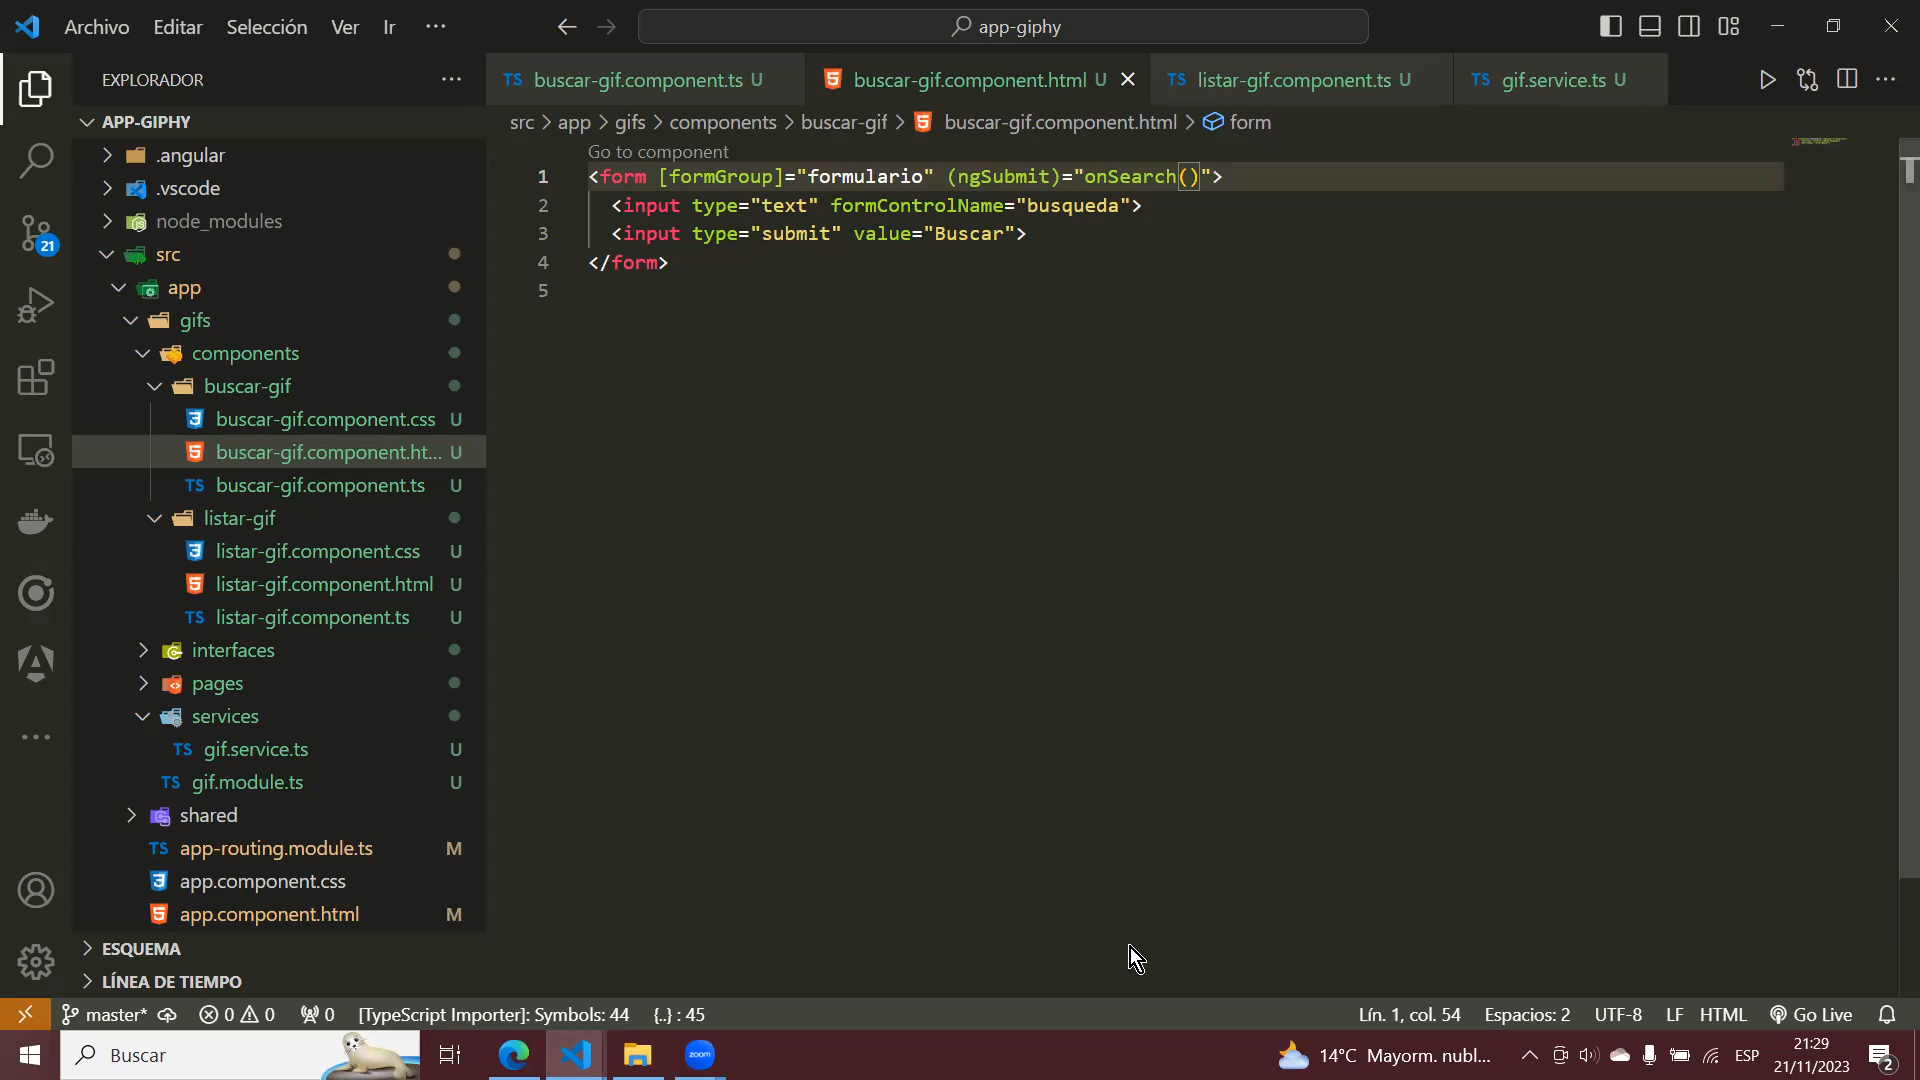 Archivo Editar Selección Ver Ir ···
app-giphy
EXPLORADOR
TS buscar-gif.component.ts U
buscar-gif.component.html U
TS listar-gif.component.ts U
TS gif.service.ts U
APP-GIPHY
src > app > gifs > components > buscar-gif > buscar-gif.component.html > form
.angular
.vscode
node_modules
src
app
gifs
components
buscar-gif
buscar-gif.component.css U
buscar-gif.component.ht... U
TS buscar-gif.component.ts U
listar-gif
listar-gif.component.css U
listar-gif.component.html U
TS listar-gif.component.ts U
interfaces
pages
services
TS gif.service.ts U
TS gif.module.ts U
shared
TS app-routing.module.ts M
app.component.css
app.component.html M
ESQUEMA
LÍNEA DE TIEMPO
21
Go to component
1 <form [formGroup]="formulario" (ngSubmit)="onSearch()">
2 <input type="text" formControlName="busqueda">
3 <input type="submit" value="Buscar">
4 </form>
5
master* 0 0 0 [TypeScript Importer]: Symbols: 44 {..} : 45
Lín. 1, col. 54 Espacios: 2 UTF-8 LF HTML Go Live
Buscar
zoom
14°C Mayorm. nubl...
ESP
21:29
21/11/2023
2